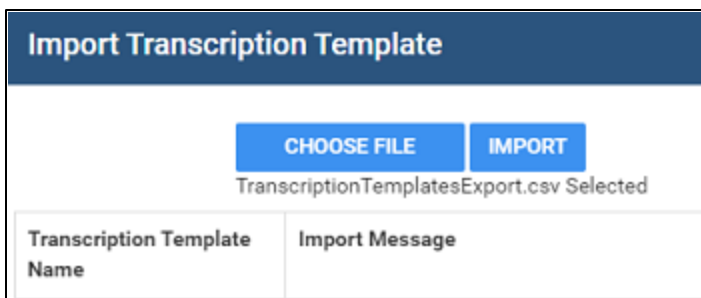 Import Transcription Template
CHOOSE FILE IMPORT
TranscriptionTemplatesExport.csv Selected
Transcription Template Import Message
Name